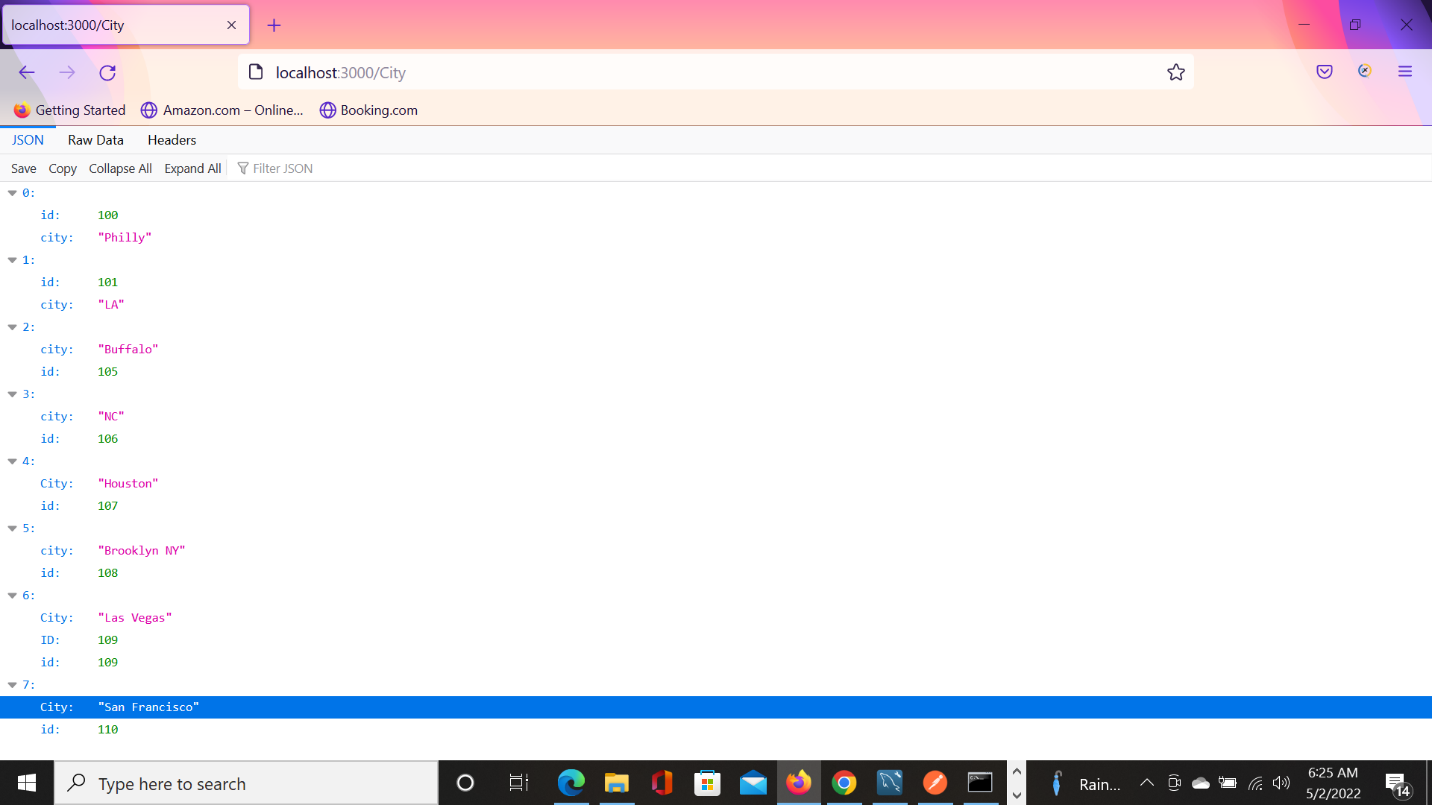 localhost:3000/City
localhost:3000/City
Getting Started Amazon.com – Online... Booking.com
JSON Raw Data Headers
Save Copy Collapse All Expand All Filter JSON
0:
id: 100
city: "Philly"
1:
id: 101
city: "LA"
2:
city: "Buffalo"
id: 105
3:
city: "NC"
id: 106
4:
City: "Houston"
id: 107
5:
city: "Brooklyn NY"
id: 108
6:
City: "Las Vegas"
ID: 109
id: 109
7:
City: "San Francisco"
id: 110
Type here to search
Rain...
6:25 AM
5/2/2022
14